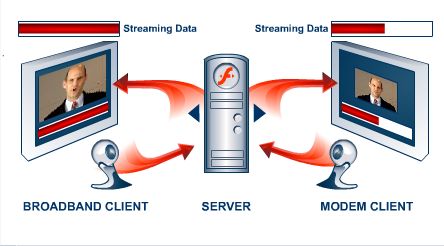 Streaming Data
Streaming Data
BROADBAND CLIENT
SERVER
MODEM CLIENT